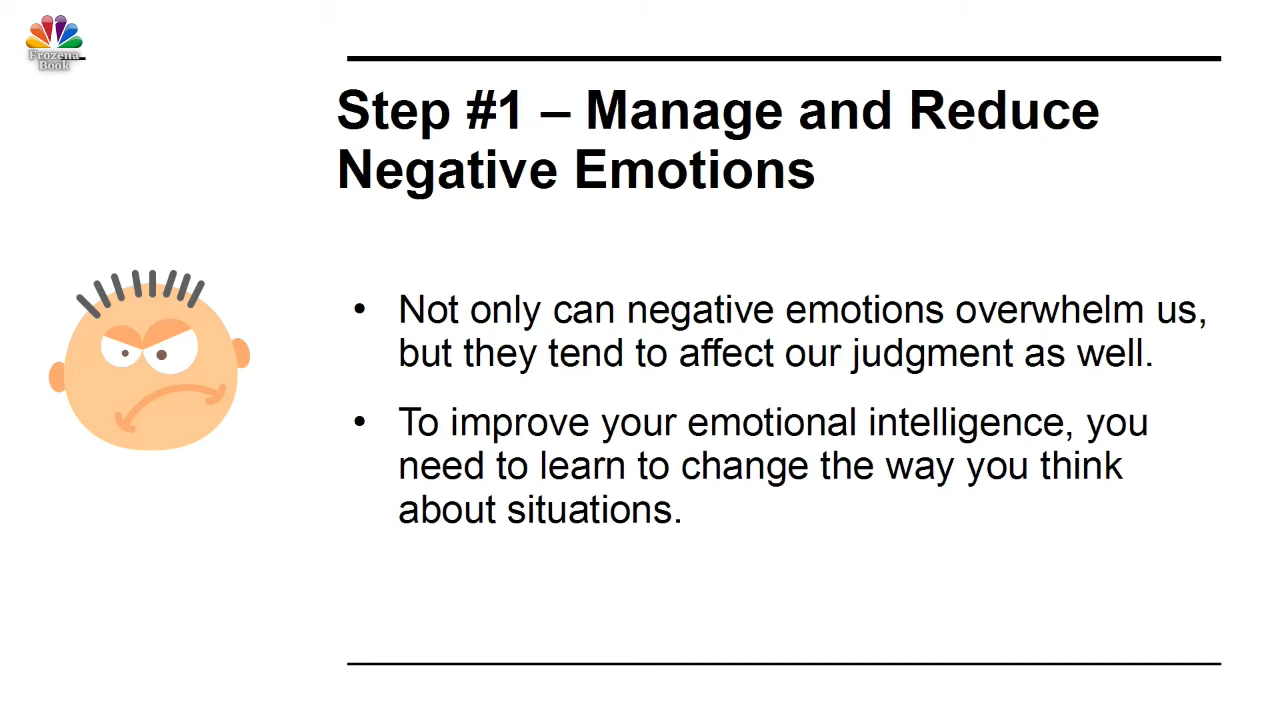 Frozena
Book
Step #1 – Manage and Reduce
Negative Emotions
• Not only can negative emotions overwhelm us,
but they tend to affect our judgment as well.
• To improve your emotional intelligence, you
need to learn to change the way you think
about situations.